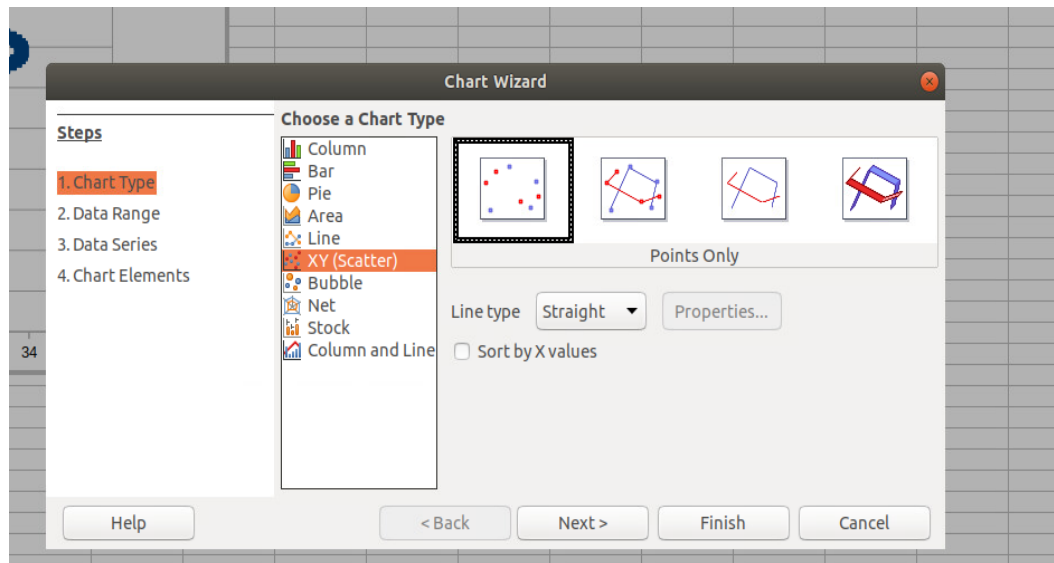 Chart Wizard
Steps
1. Chart Type
2. Data Range
3. Data Series
4. Chart Elements
Choose a Chart Type
Column
Bar
Pie
Area
Line
XY (Scatter)
Bubble
Net
Stock
Column and Line
Points Only
Line type Straight Properties...
Sort by X values
34
Help < Back Next > Finish Cancel